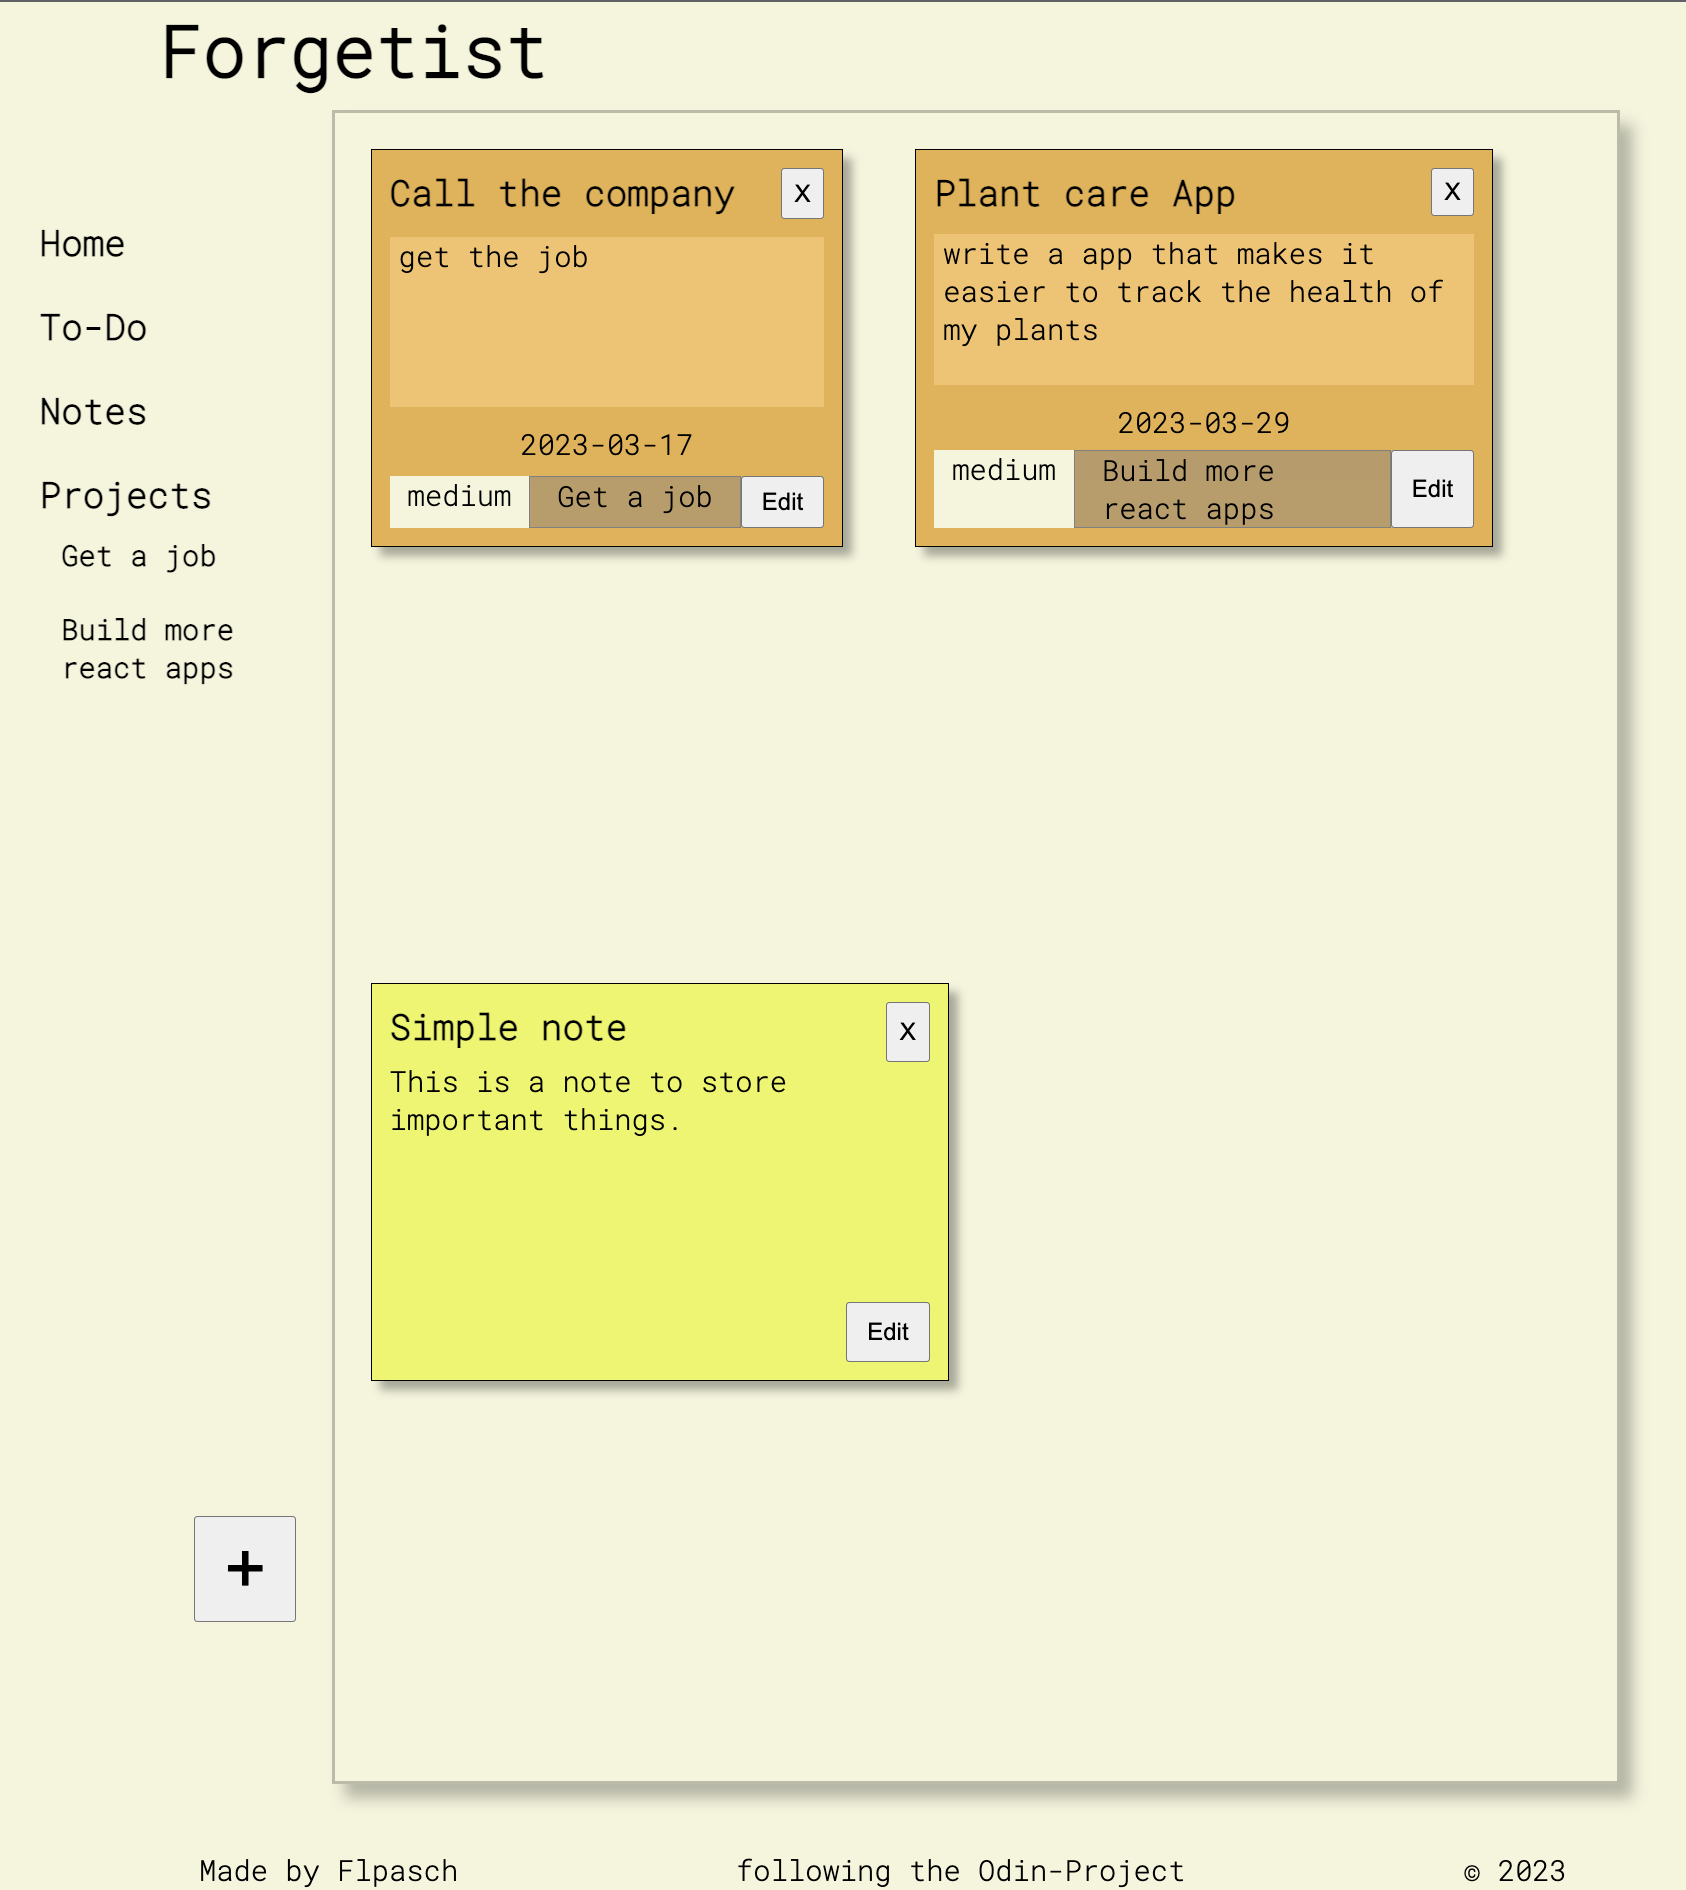 Forgetist
Home
To-Do
Notes
Projects
Get a job
Build more
react apps
+
Call the company
X
get the job
2023-03-17
medium
Get a job
Edit
Plant care App
X
write a app that makes it
easier to track the health of
my plants
2023-03-29
medium
Build more
react apps
Edit
Simple note
X
This is a note to store
important things.
Edit
Made by Flpasch
following the Odin-Project
© 2023